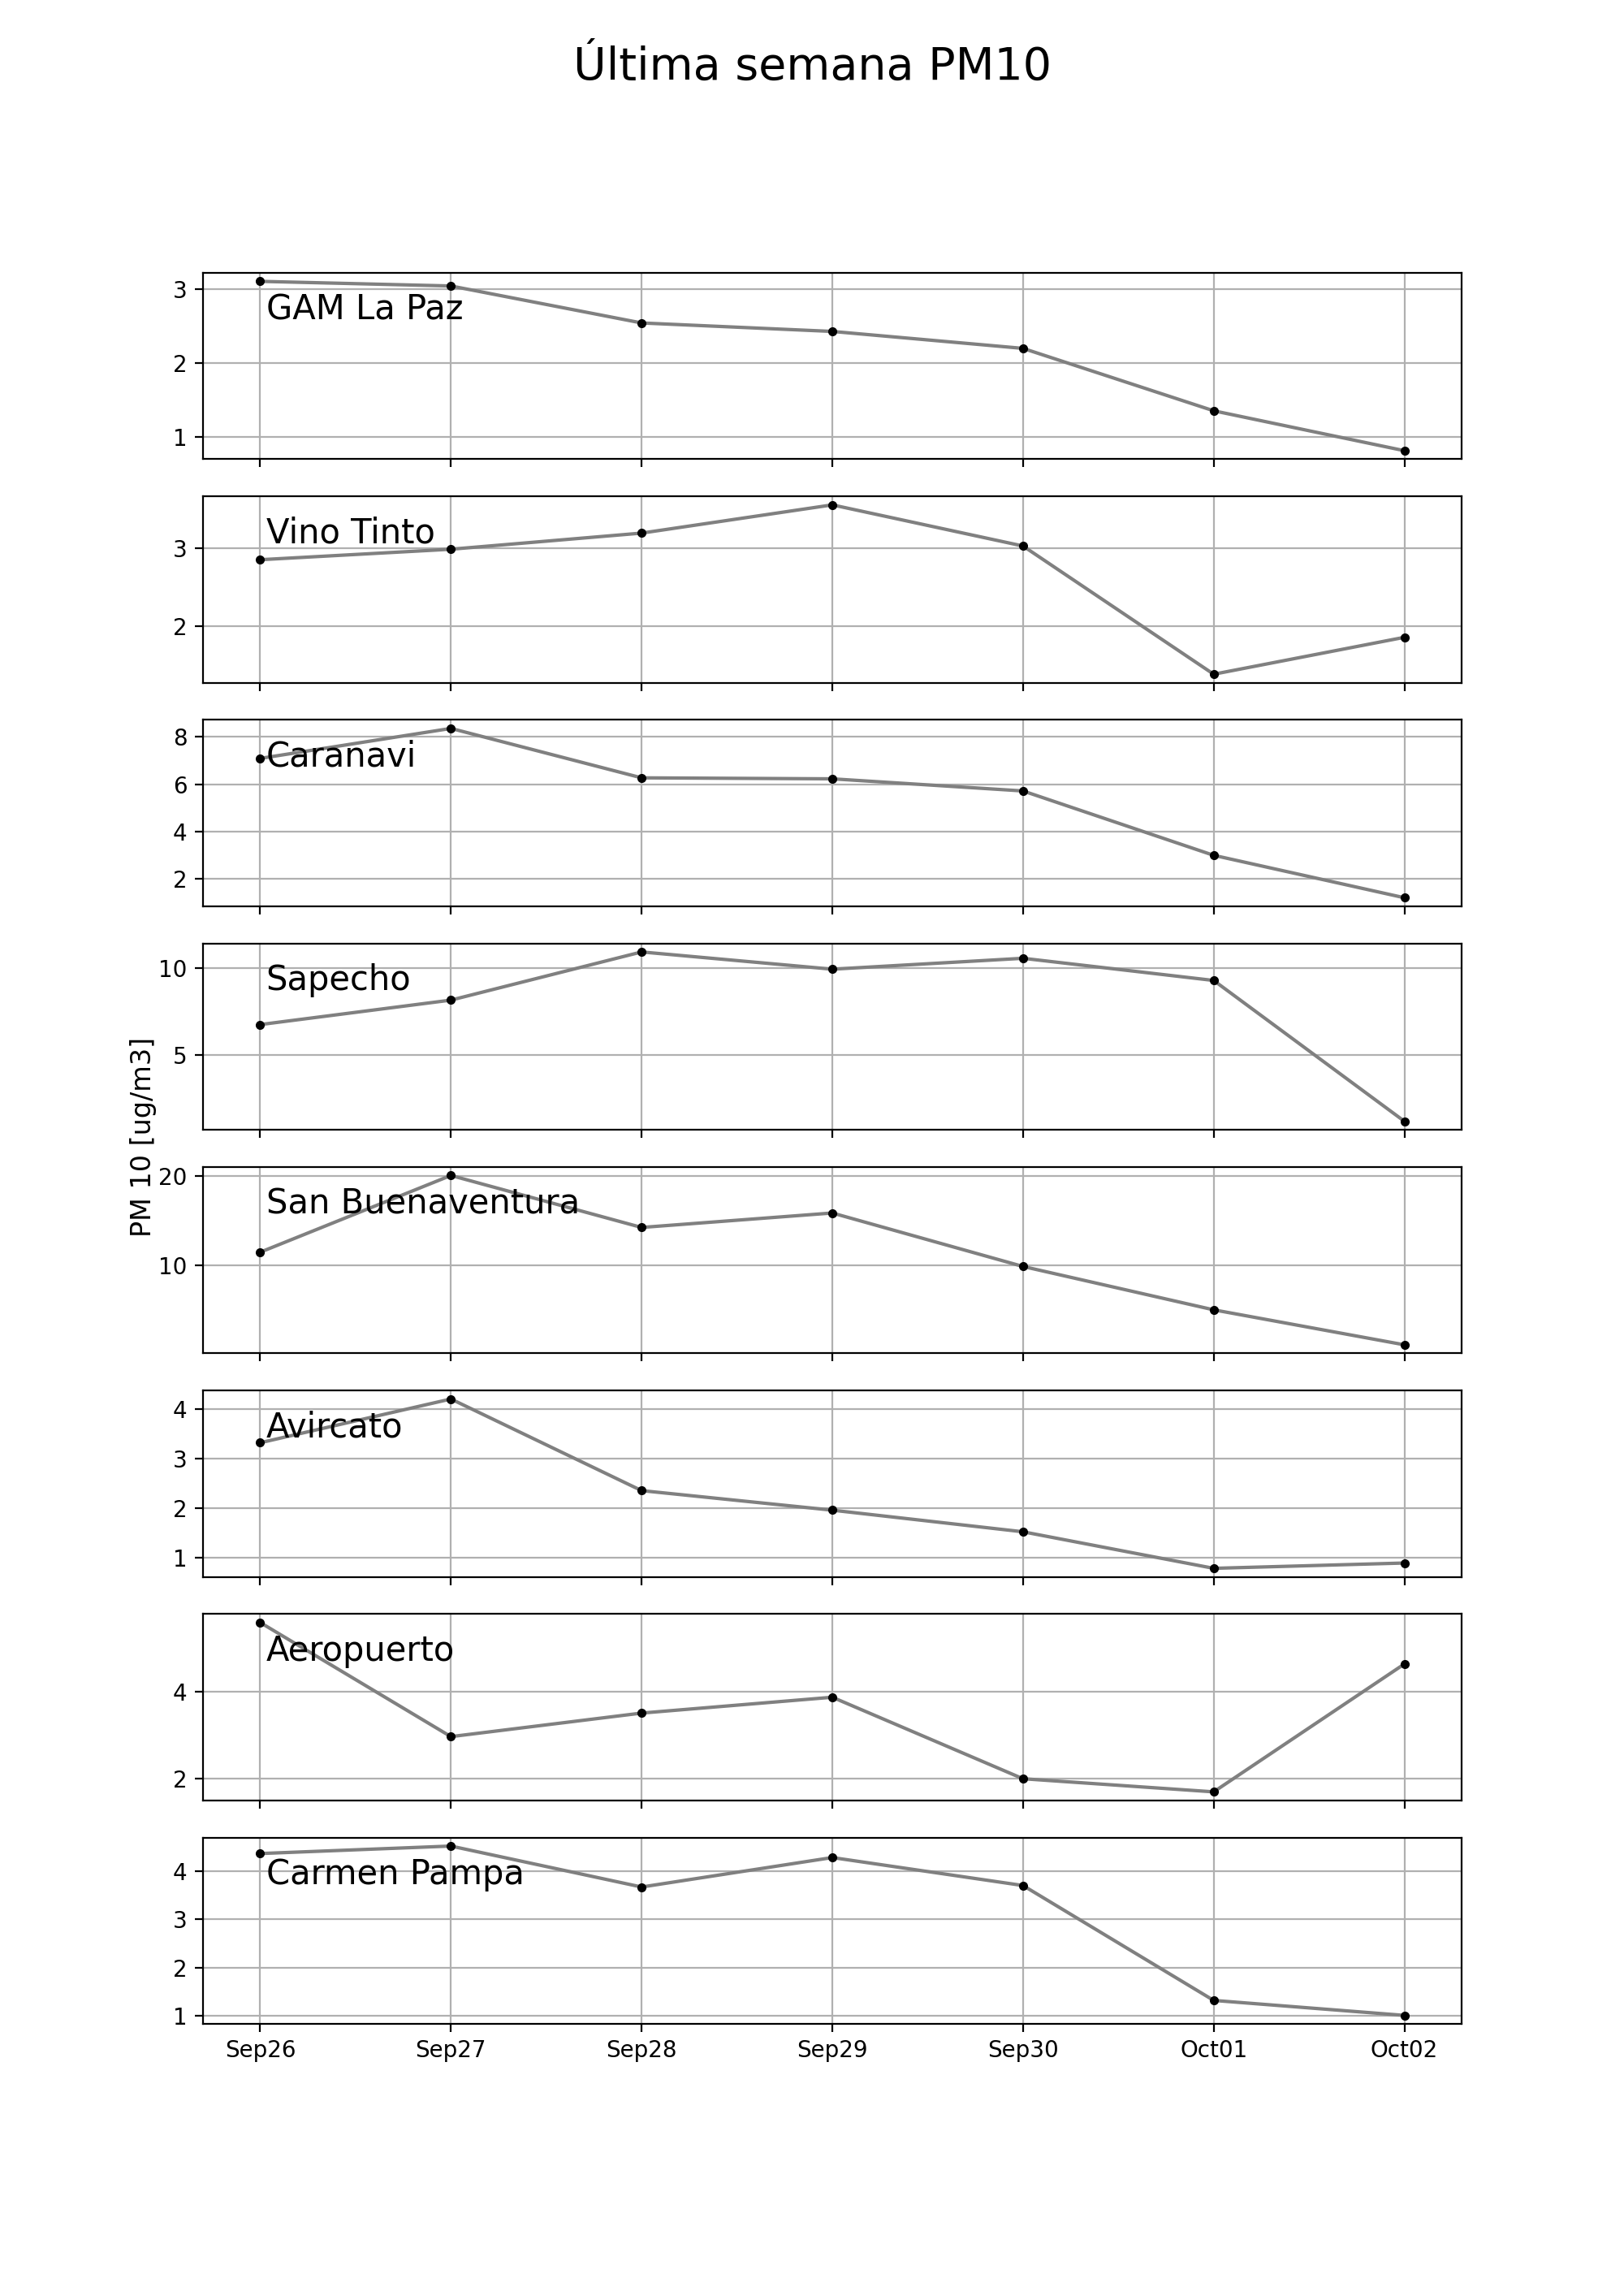 Última semana PM10
3
GAM La Paz
2
1
Vino Tinto
3
2
8
Caranavi
6
4
2
10
Sapecho
5
PM 10 [ug/m3]
20
San Buenaventura
10
4
Avircato
3
2
1
Aeropuerto
4
2
4
Carmen Pampa
3
2
1
Sep26 Sep27 Sep28 Sep29 Sep30 Oct01 Oct02